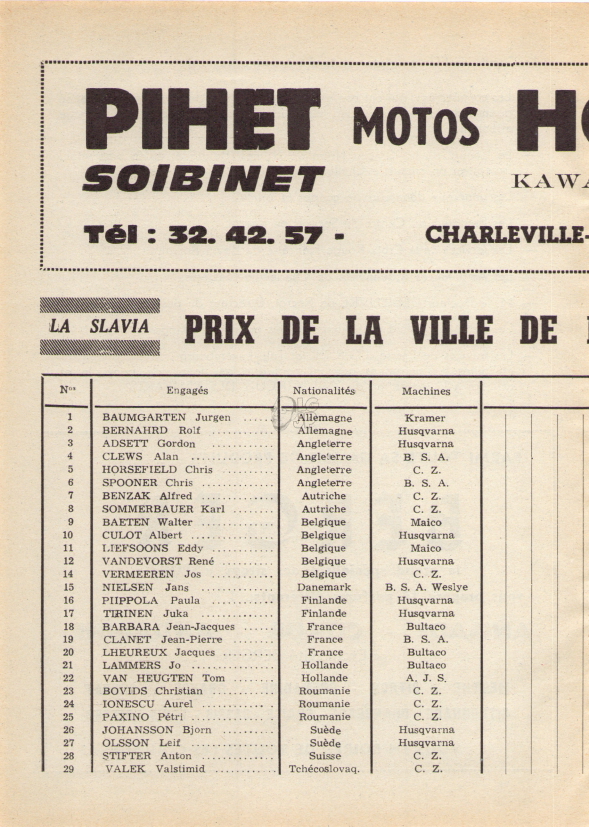 PIHET MOTOS
SOIBINET
Tél : 32. 42. 57 - CHARLEVILLE-
LA SLAVIA PRIX DE LA VILLE DE
Nos Engagés Nationalités Machines
1 BAUMGARTEN Jurgen ..... Allemagne Kramer
2 BERNAHRD Rolf .......... Allemagne Husqvarna
3 ADSETT Gordon .......... Angleterre Husqvarna
4 CLEWS Alan ............. Angleterre B. S. A.
5 HORSEFIELD Chris ........ Angleterre C. Z.
6 SPOONER Chris ........... Angleterre B. S. A.
7 BENZAK Alfred ........... Autriche C. Z.
8 SOMMERBAUER Karl ....... Autriche C. Z.
9 BAETEN Walter ........... Belgique Maico
10 CULOT Albert ............ Belgique Husqvarna
11 LIEFSOONS Eddy .......... Belgique Maico
12 VANDEVORST René ........ Belgique Husqvarna
14 VERMEEREN Jos .......... Belgique C. Z.
15 NIELSEN Jans ............ Danemark B. S. A. Weslye
16 PIIPPOLA Paula .......... Finlande Husqvarna
17 TIRINEN Juka ............ Finlande Husqvarna
18 BARBARA Jean-Jacques ..... France Bultaco
19 CLANET Jean-Pierre ....... France B. S. A.
20 LHEUREUX Jacques ........ France Bultaco
21 LAMMERS Jo ............. Hollande Bultaco
22 VAN HEUGTEN Tom ....... Hollande A. J. S.
23 BOVIDS Christian ......... Roumanie C. Z.
24 IONESCU Aurel ........... Roumanie C. Z.
25 PAXINO Pétri ............. Roumanie C. Z.
26 JOHANSSON Bjorn ......... Suède Husqvarna
27 OLSSON Leif ............. Suède Husqvarna
28 STIFTER Anton ........... Suisse C. Z.
29 VALEK Valstimid .......... Tchécoslovaq. C. Z.